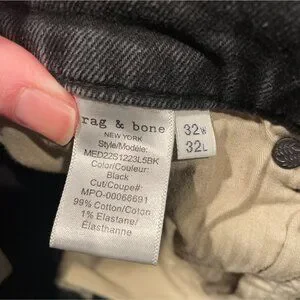 rag & bone
NEW YORK
Style/Modele:
MED22S1223L5BK
Color/Couleur:
Black
Cut/Coupe#:
MPO-00066691
99% Cotton/Coton
1% Elastane/
Élasthanne
32W
32L